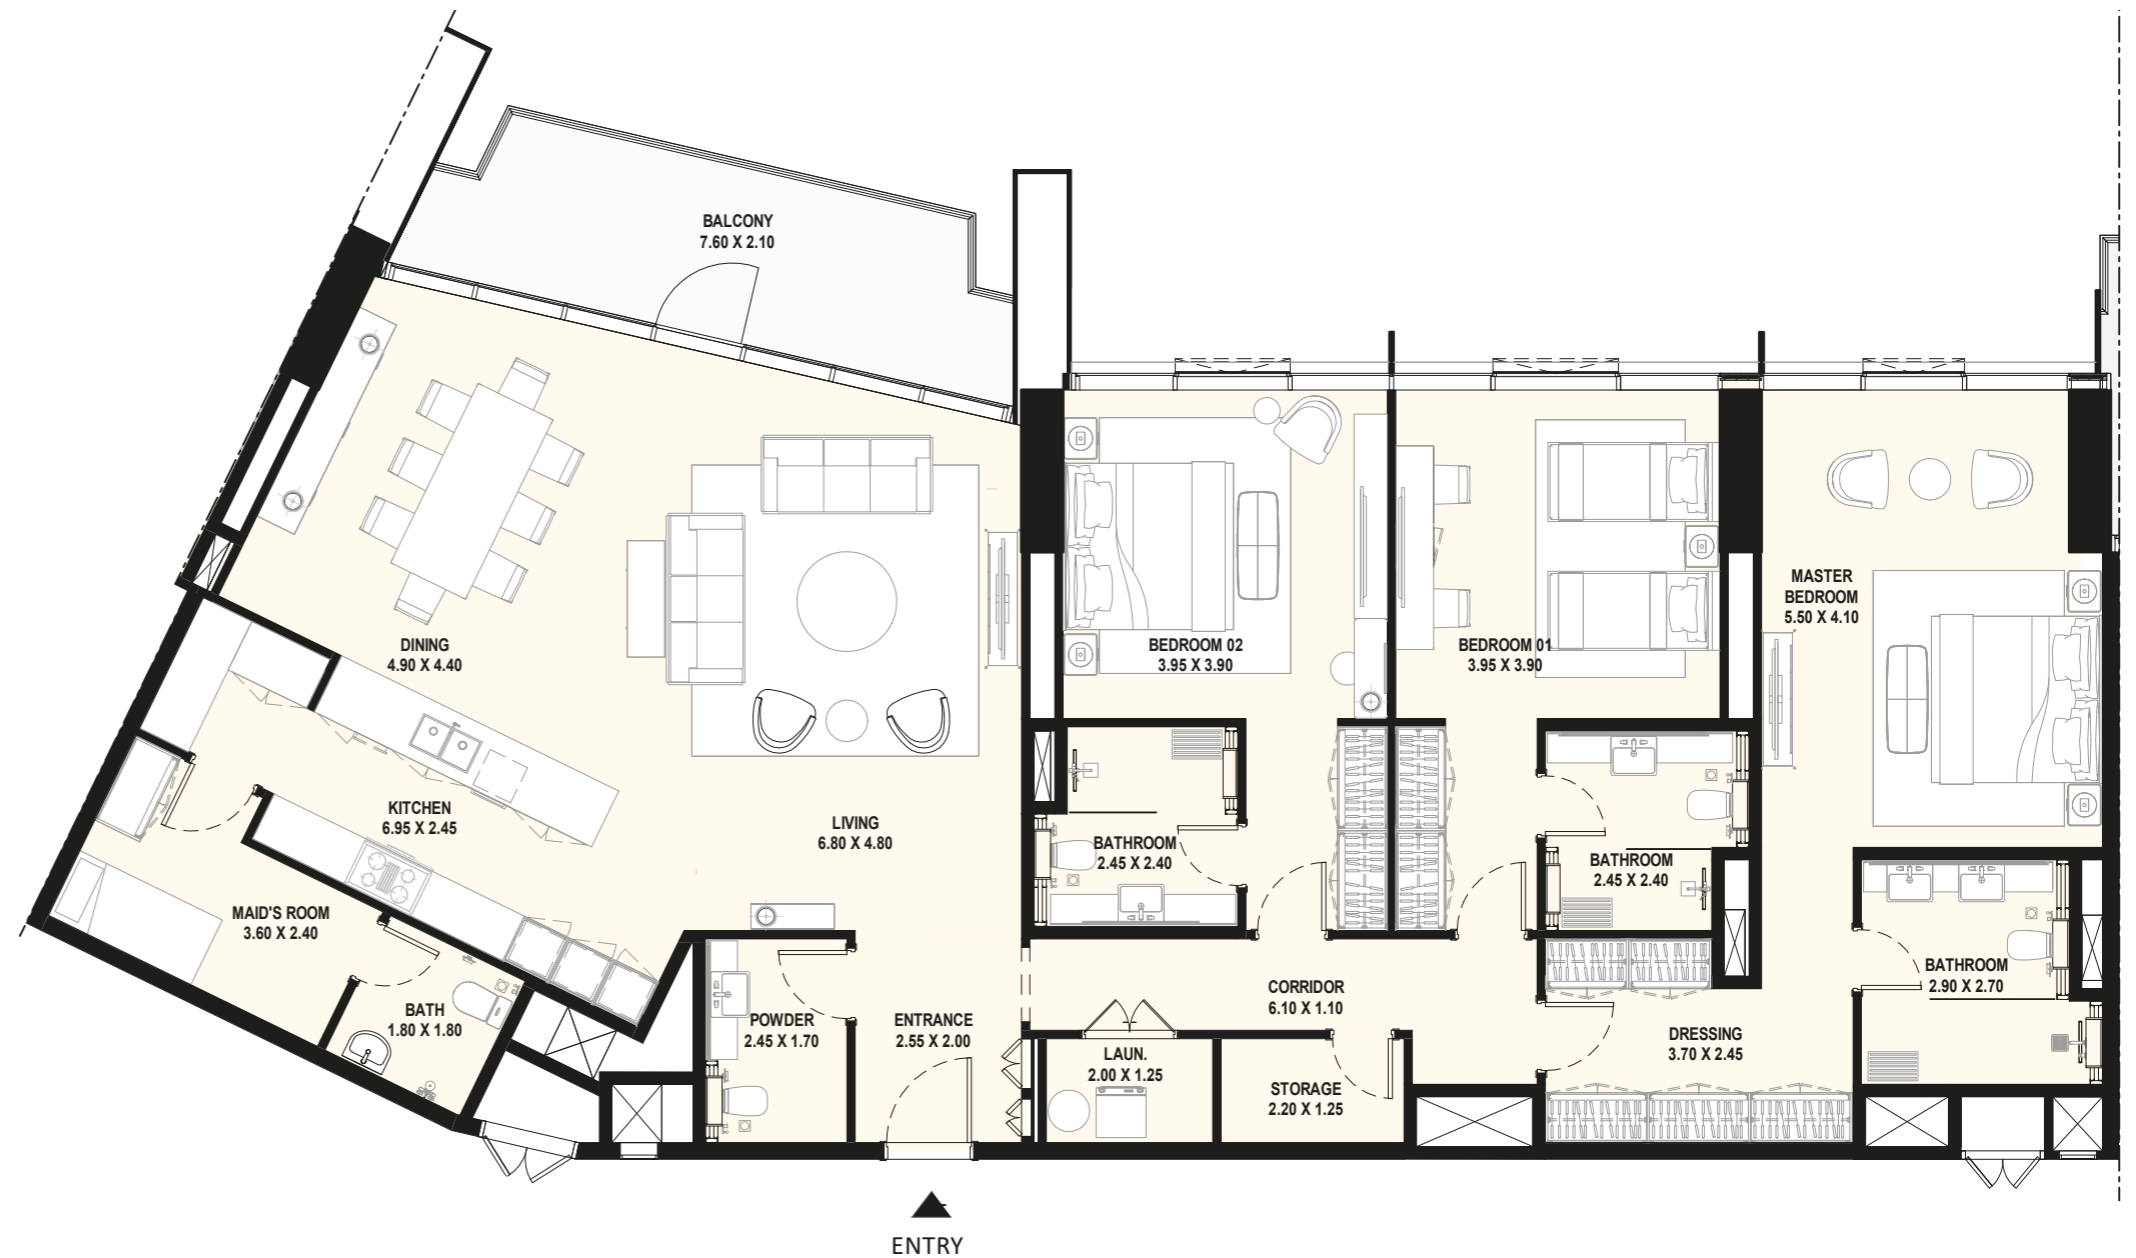 BALCONY
7.60 X 2.10
MASTER
BEDROOM
5.50 X 4.10
DINING
4.90 X 4.40
BEDROOM 02
3.95 X 3.90
BEDROOM 01
3.95 X 3.90
KITCHEN
6.95 X 2.45
LIVING
6.80 X 4.80
BATHROOM
2.45 X 2.40
BATHROOM
2.45 X 2.40
MAID'S ROOM
3.60 X 2.40
BATHROOM
2.90 X 2.70
CORRIDOR
6.10 X 1.10
BATH
1.80 X 1.80
POWDER
2.45 X 1.70
ENTRANCE
2.55 X 2.00
DRESSING
3.70 X 2.45
LAUN.
2.00 X 1.25
STORAGE
2.20 X 1.25
ENTRY